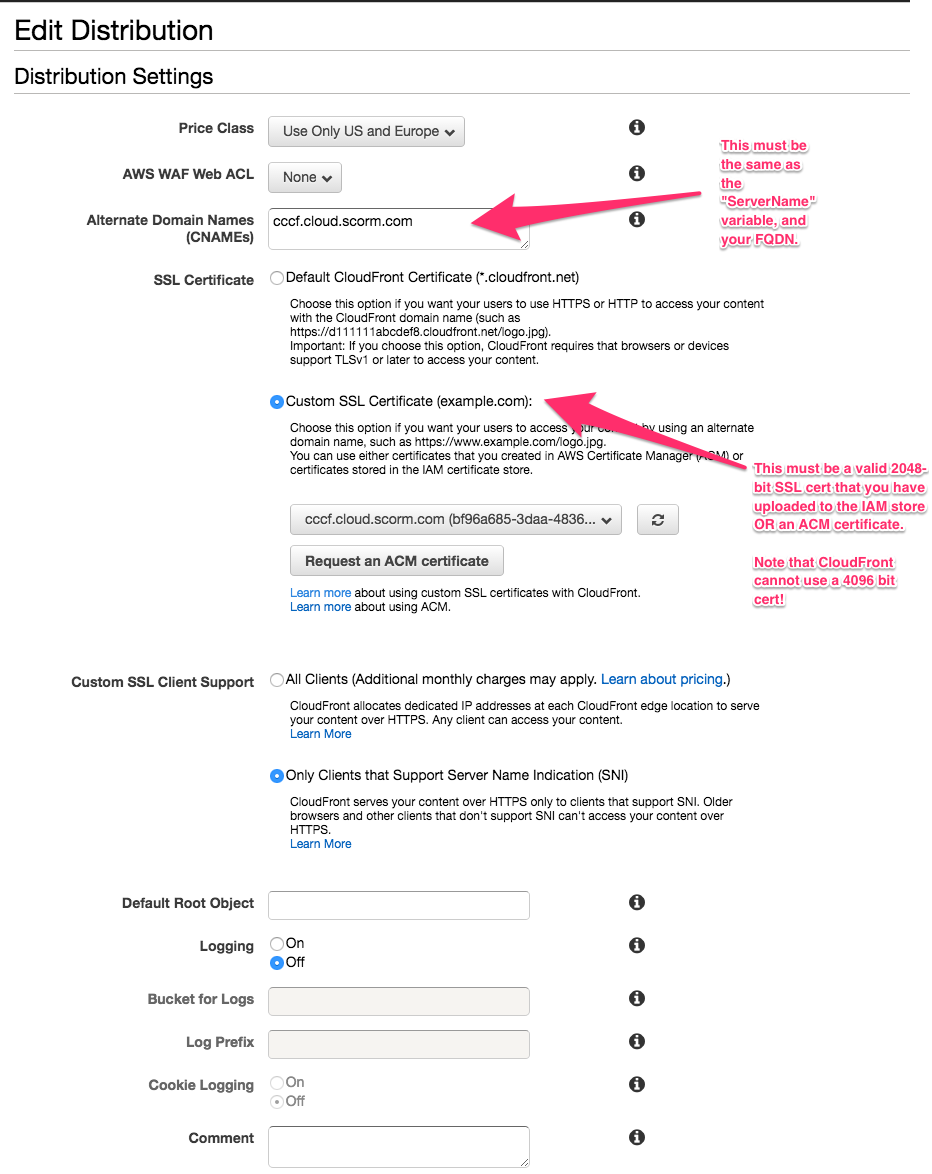 Edit Distribution
Distribution Settings
Price Class
Use Only US and Europe
AWS WAF Web ACL
None
Alternate Domain Names
(CNAMEs)
cccf.cloud.scorm.com
This must be
the same as
the
"ServerName"
variable, and
your FQDN.
SSL Certificate
Default CloudFront Certificate (*.cloudfront.net)
Choose this option if you want your users to use HTTPS or HTTP to access your content
with the CloudFront domain name (such as
https://d111111abcdef8.cloudfront.net/logo.jpg).
Important: If you choose this option, CloudFront requires that browsers or devices
support TLSv1 or later to access your content.
Custom SSL Certificate (example.com):
Choose this option if you want your users to access your content by using an alternate
domain name, such as https://www.example.com/logo.jpg.
You can use either certificates that you created in AWS Certificate Manager (ACM) or
certificates stored in the IAM certificate store.
This must be a valid 2048-
bit SSL cert that you have
uploaded to the IAM store
OR an ACM certificate.
Note that CloudFront
cannot use a 4096 bit
cert!
cccf.cloud.scorm.com (bf96a685-3daa-4836...
Request an ACM certificate
Learn more about using custom SSL certificates with CloudFront.
Learn more about using ACM.
Custom SSL Client Support
All Clients (Additional monthly charges may apply. Learn about pricing.)
CloudFront allocates dedicated IP addresses at each CloudFront edge location to serve
your content over HTTPS. Any client can access your content.
Learn More
Only Clients that Support Server Name Indication (SNI)
CloudFront serves your content over HTTPS only to clients that support SNI. Older
browsers and other clients that don't support SNI can't access your content over
HTTPS.
Learn More
Default Root Object
Logging
On
Off
Bucket for Logs
Log Prefix
Cookie Logging
On
Off
Comment